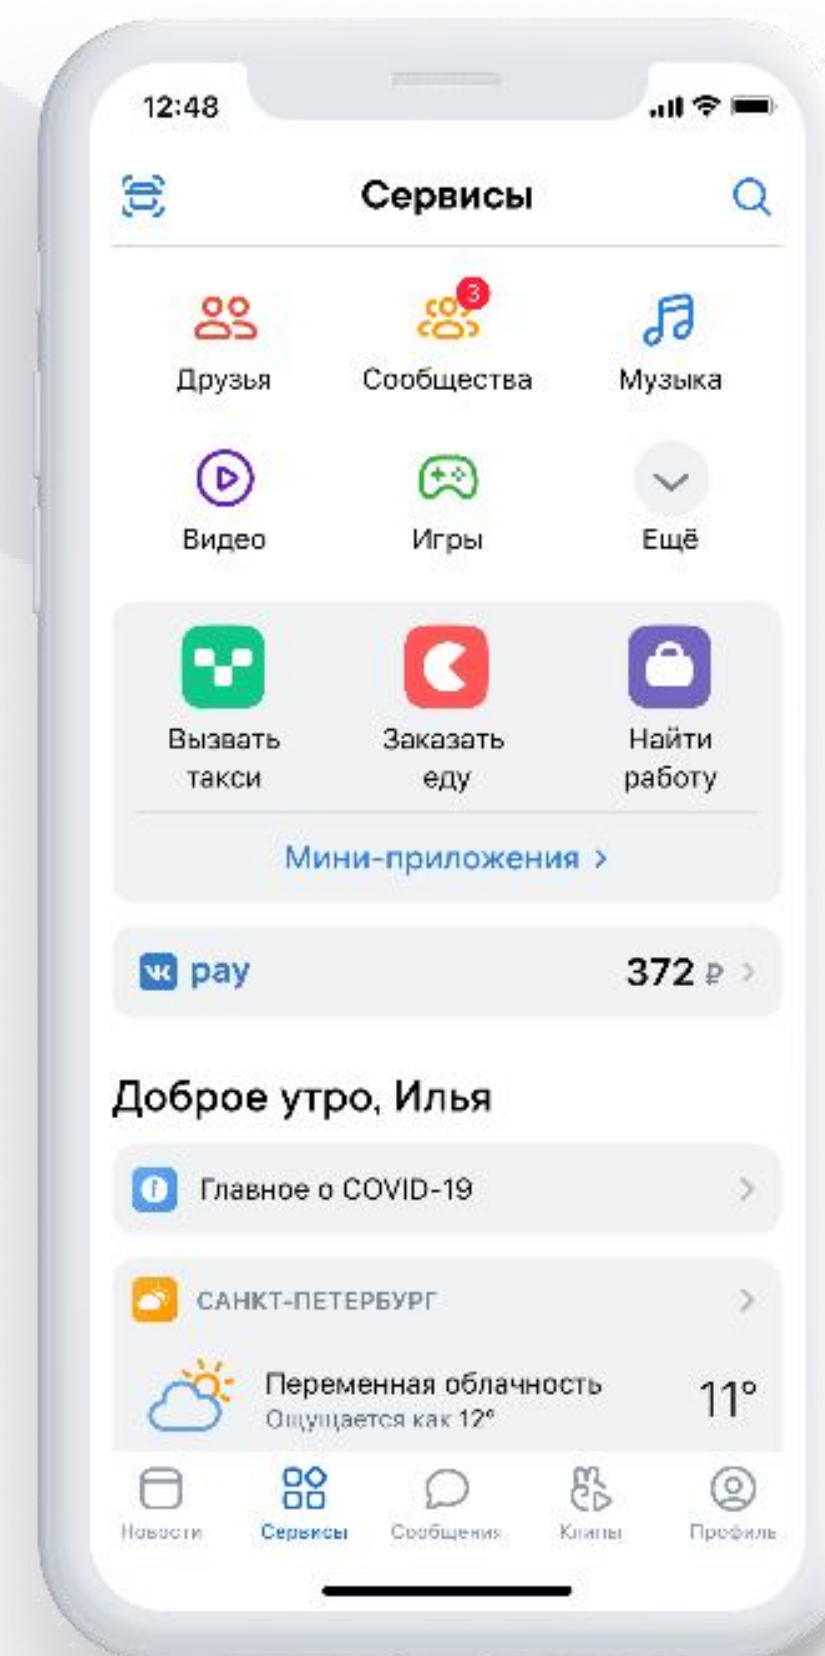 12:48
Сервисы
3
Друзья Сообщества Музыка
Видео Игры Ещё
Вызвать такси
Заказать еду
Найти работу
Мини-приложения
VK pay 372 ₽
Доброе утро, Илья
Главное о COVID-19
САНКТ-ПЕТЕРБУРГ
Переменная облачность
11°
Ощущается как 12°
Новости Сервисы Сообщения Клипы Профиль